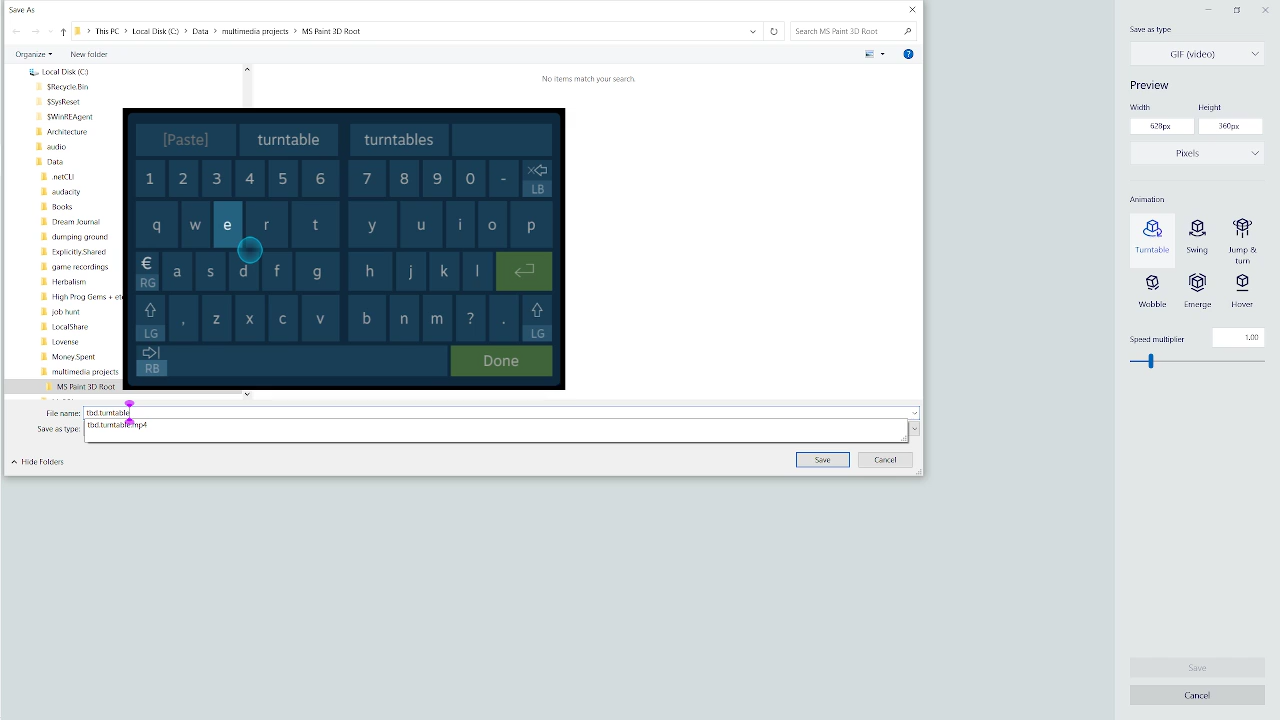 Save As
This PC > Local Disk (C:) > Data > multimedia projects > MS Paint 3D Root
Search MS Paint 3D Root
Organize
New folder
Local Disk (C:)
$Recycle.Bin
$SysReset
$WinREAgent
Architecture
audio
Data
.netCLI
audacity
Books
Dream Journal
dumping ground
Explicitly.Shared
game recordings
Herbalism
High Prog Gems + ete
job hunt
LocalShare
Lovense
Money.Spent
multimedia projects
MS Paint 3D Root
No items match your search.
[Paste] turntable turntables
1 2 3 4 5 6 7 8 9 0 - LB
q w e r t y u i o p
€ RG a s d f g h j k l
LG , z x c v b n m ? . LG
RB Done
File name: tbd.turntable
Save as type:
tbd.turntable.mp4
Hide Folders
Save
Cancel
Save as type
GIF (video)
Preview
Width Height
628px 360px
Pixels
Animation
Turntable Swing Jump & turn
Wobble Emerge Hover
Speed multiplier 1.00
Save
Cancel